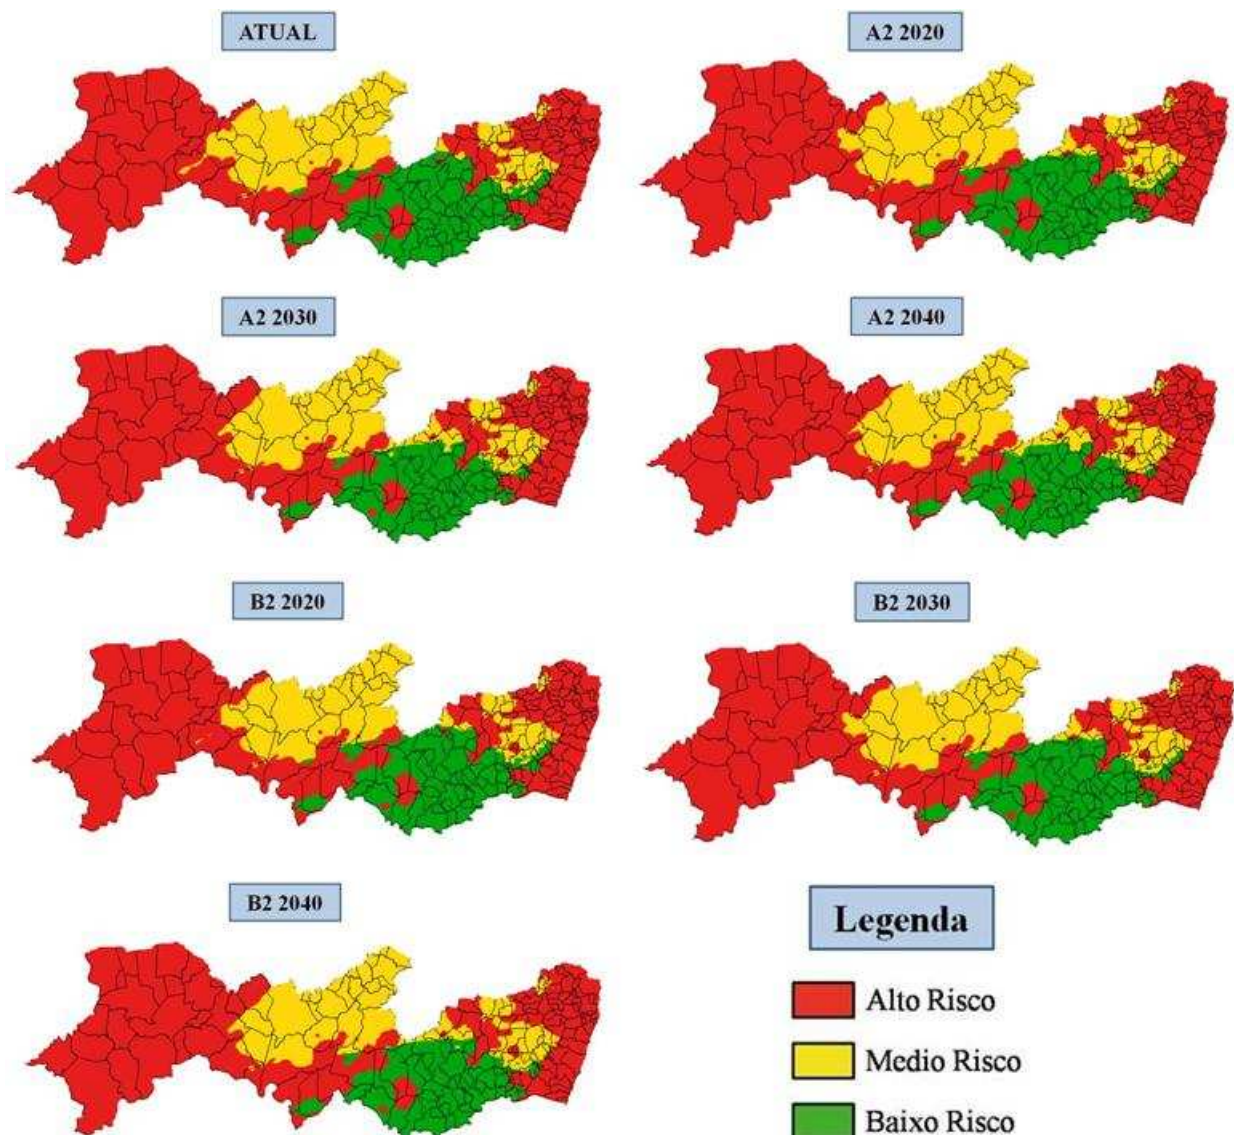 ATUAL
A2 2020
A2 2030
A2 2040
B2 2020
B2 2030
B2 2040
Legenda
Alto Risco
Medio Risco
Baixo Risco